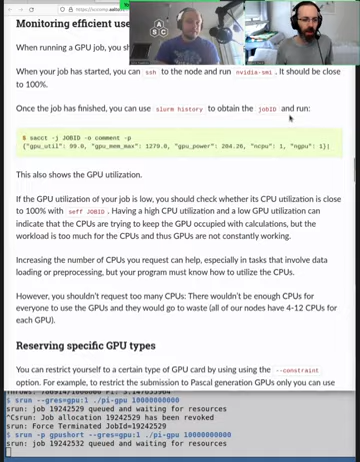 https://scicomp.aalto
Monitoring efficient use
A
S C
When running a GPU job, you sh
When your job has started, you can ssh to the node and run nvidia-smi . It should be close
to 100%.
Once the job has finished, you can use slurm history to obtain the jobID and run:
$ sacct -j JOBID -o comment -p
{"gpu_util": 99.0, "gpu_mem_max": 1279.0, "gpu_power": 204.26, "ncpu": 1, "ngpu": 1}|
This also shows the GPU utilization.
If the GPU utilization of your job is low, you should check whether its CPU utilization is close
to 100% with seff JOBID . Having a high CPU utilization and a low GPU utilization can
indicate that the CPUs are trying to keep the GPU occupied with calculations, but the
workload is too much for the CPUs and thus GPUs are not constantly working.
Increasing the number of CPUs you request can help, especially in tasks that involve data
loading or preprocessing, but your program must know how to utilize the CPUs.
However, you shouldn't request too many CPUs: There wouldn't be enough CPUs for
everyone to use the GPUs and they would go to waste (all of our nodes have 4-12 CPUs for
each GPU).
Reserving specific GPU types
You can restrict yourself to a certain type of GPU card by using using the --constraint
option. For example, to restrict the submission to Pascal generation GPUs only you can use
$ srun --gres=gpu:1 ./pi-gpu 10000000000
srun: job 19242529 queued and waiting for resources
^Csrun: Job allocation 19242529 has been revoked
srun: Force Terminated JobId=19242529
$ srun -p gpushort --gres=gpu:1 ./pi-gpu 10000000000
srun: job 19242532 queued and waiting for resources